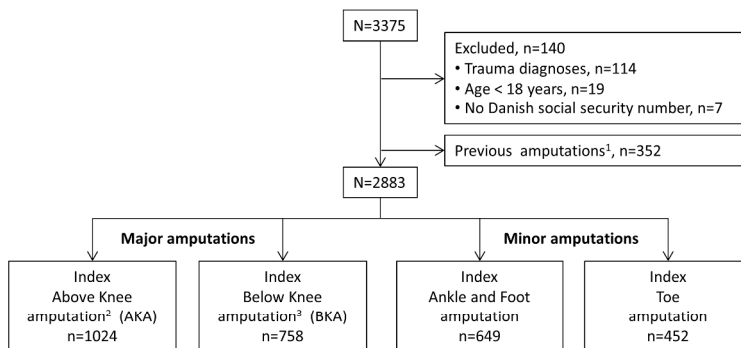 N=3375
Excluded, n=140
• Trauma diagnoses, n=114
• Age < 18 years, n=19
• No Danish social security number, n=7
Previous amputations¹, n=352
N=2883
Major amputations
Minor amputations
Index
Above Knee
amputation² (AKA)
n=1024
Index
Below Knee
amputation³ (BKA)
n=758
Index
Ankle and Foot
amputation
n=649
Index
Toe
amputation
n=452